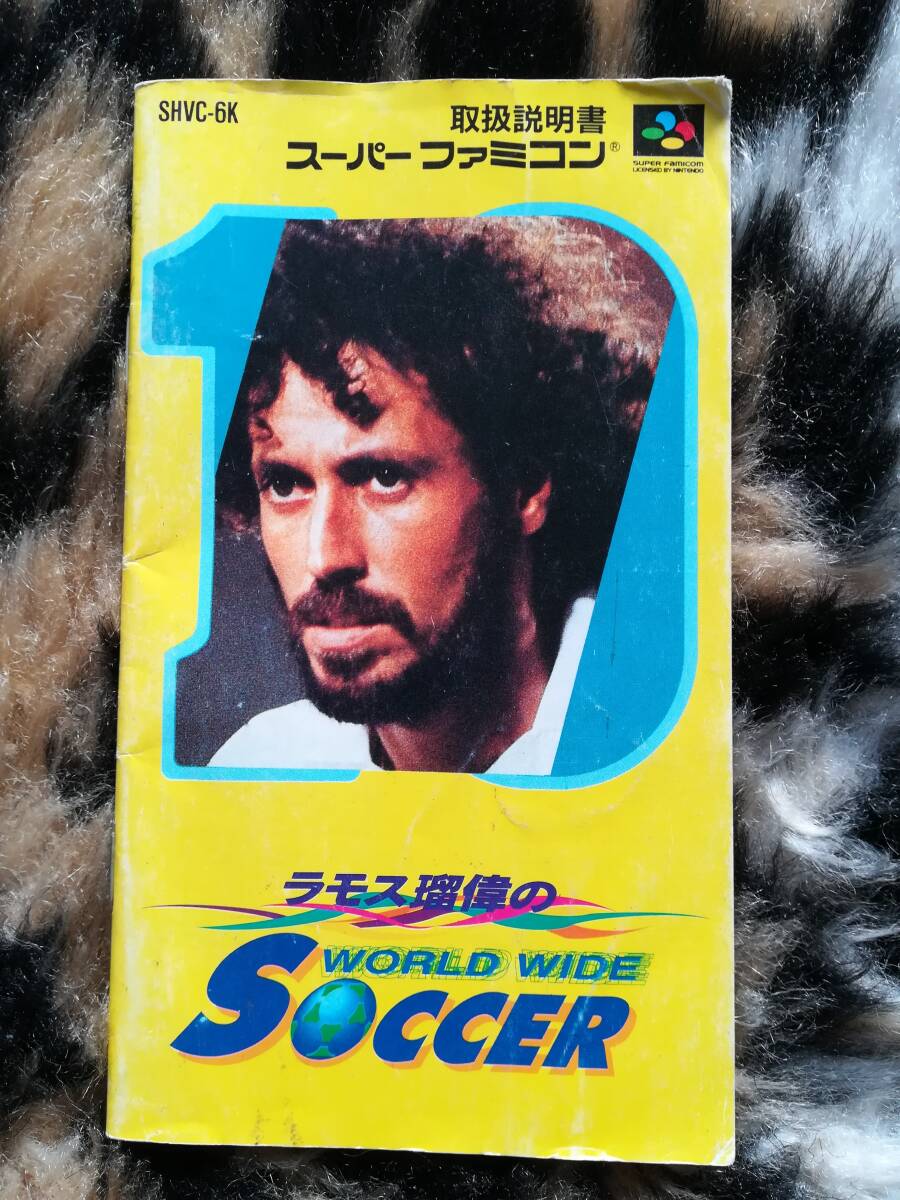 SHVC-6K
取扱説明書
スーパーファミコン®
SUPER FAMICOM
LICENSED BY NINTENDO
10
ラモス瑠偉の
WORLD WIDE
SOCCER